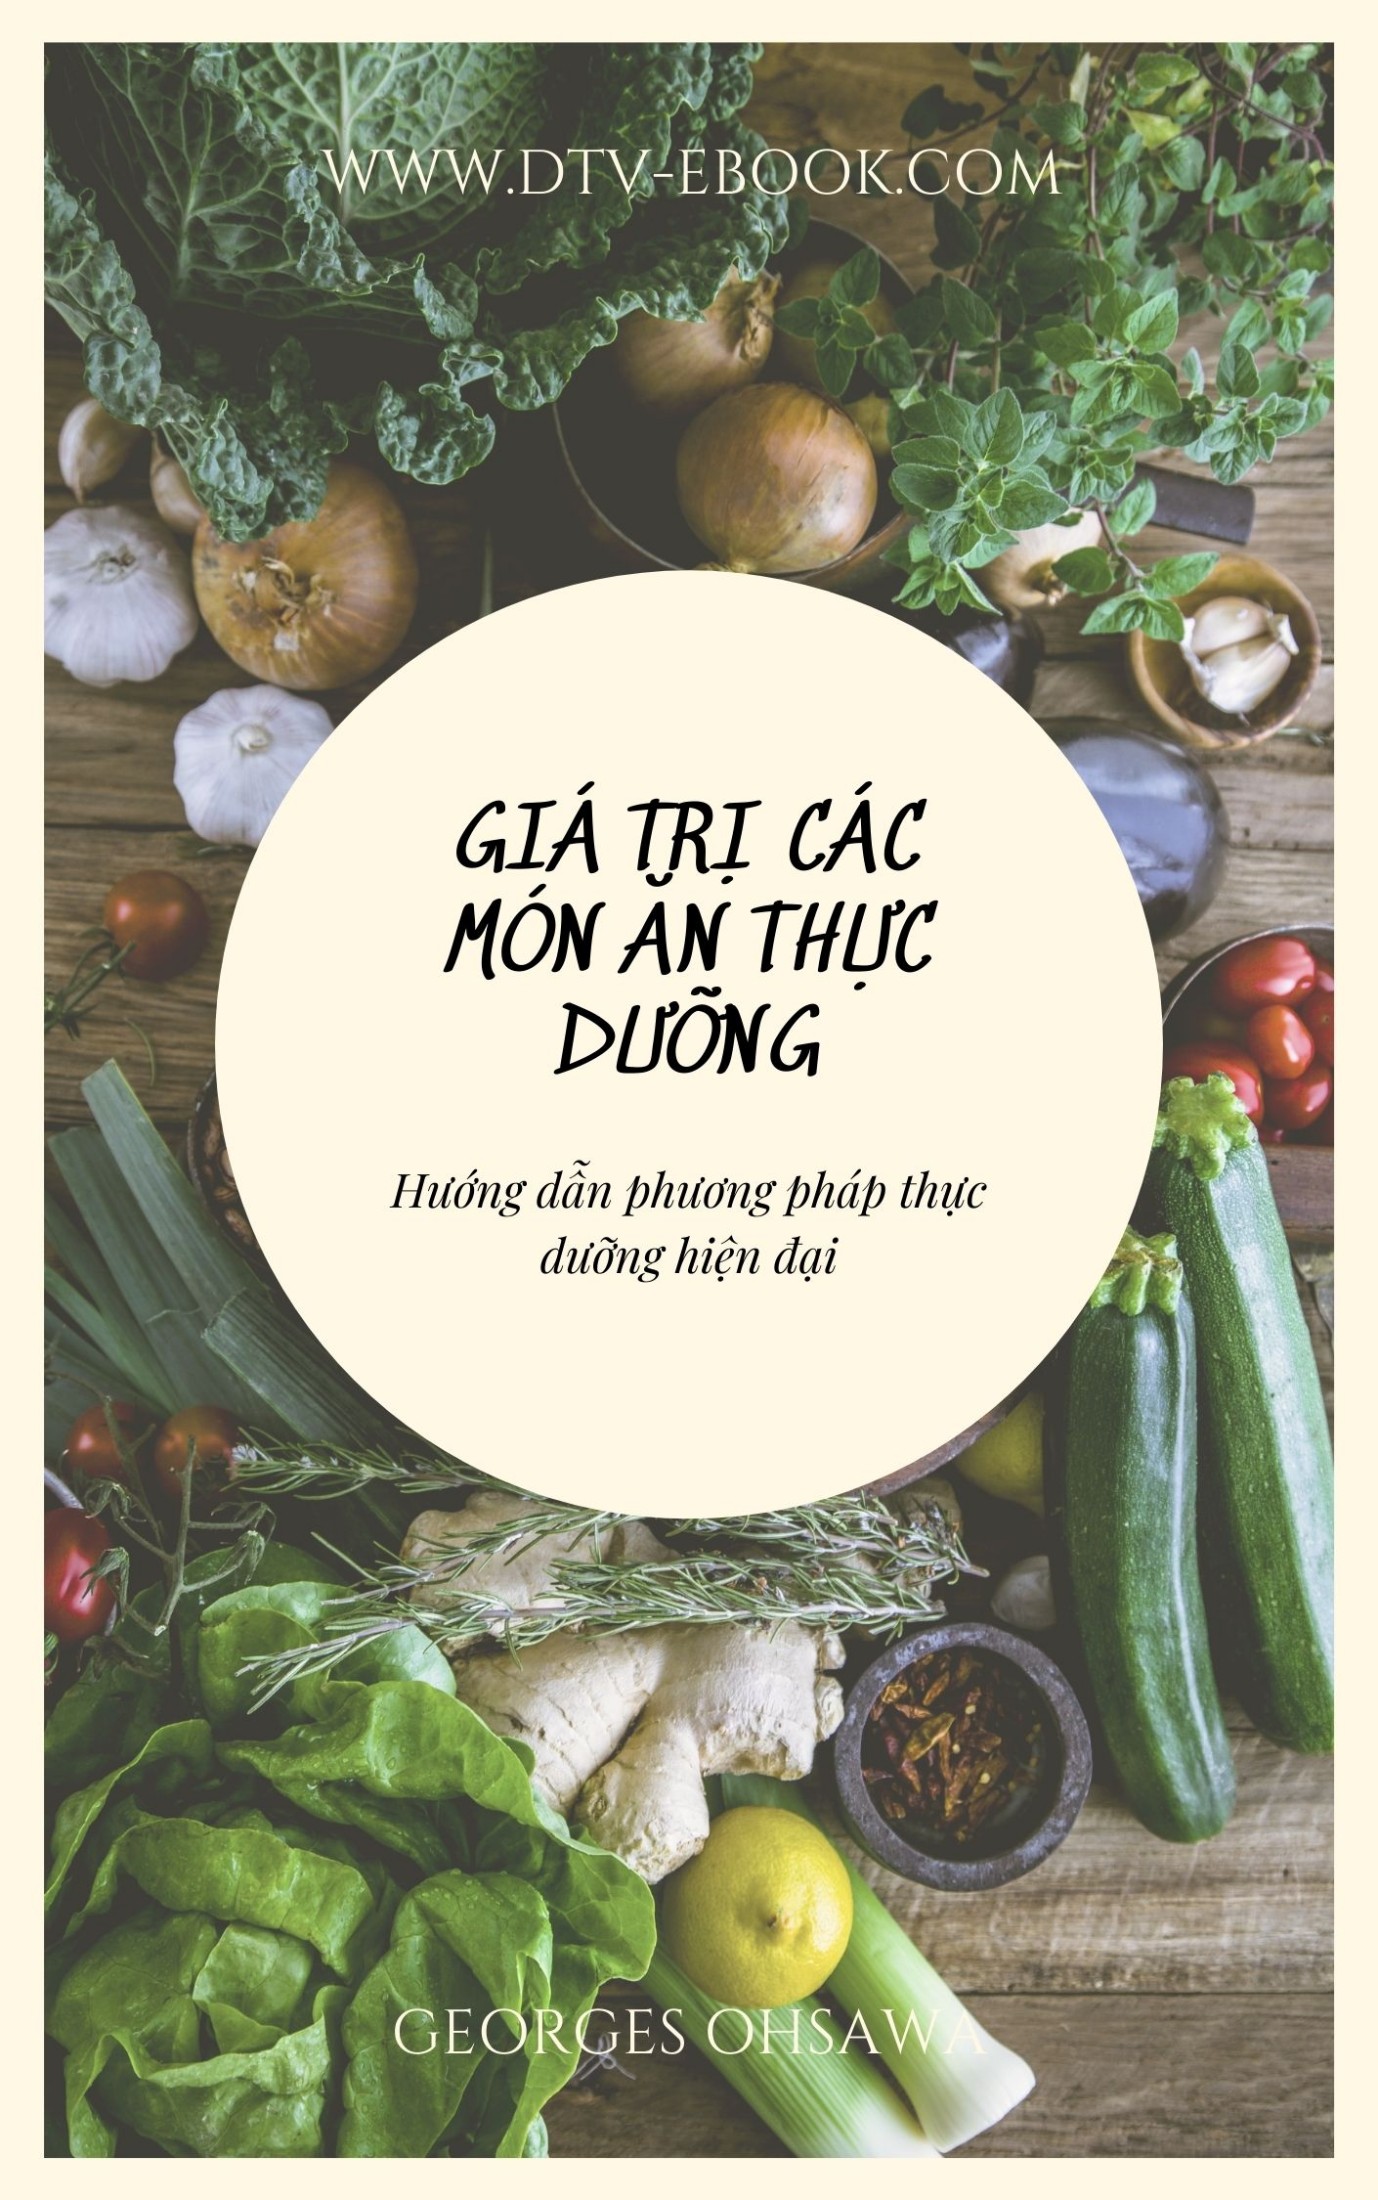 WWW.DTV-EBOOK.COM
GIÁ TRỊ CÁC
MÓN ĂN THỰC
DƯỠNG
Hướng dẫn phương pháp thực
dưỡng hiện đại
GEORGES OHSAWA